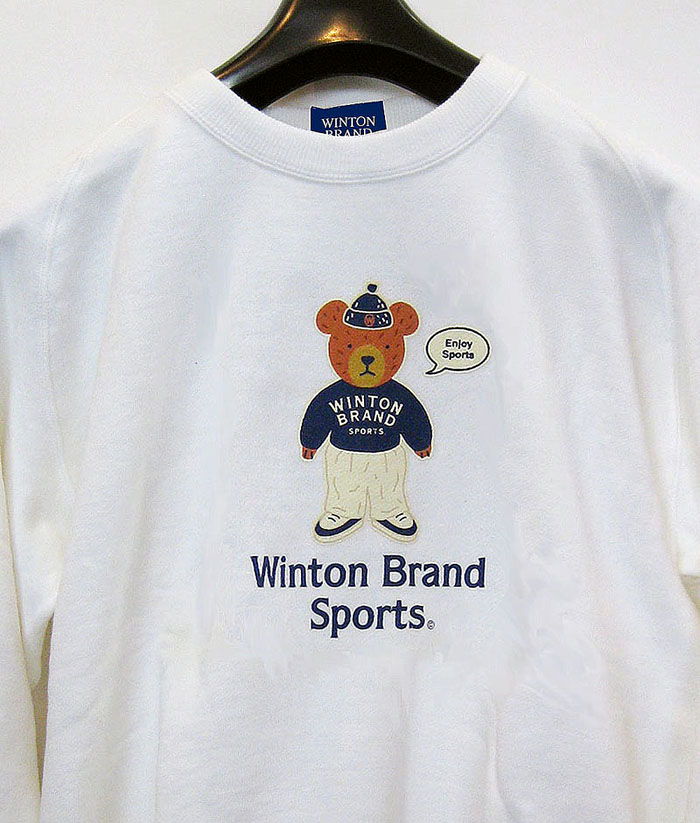 WINTON
BRAND
W
Enjoy
Sports
WINTON
BRAND
SPORTS
Winton Brand
Sports©